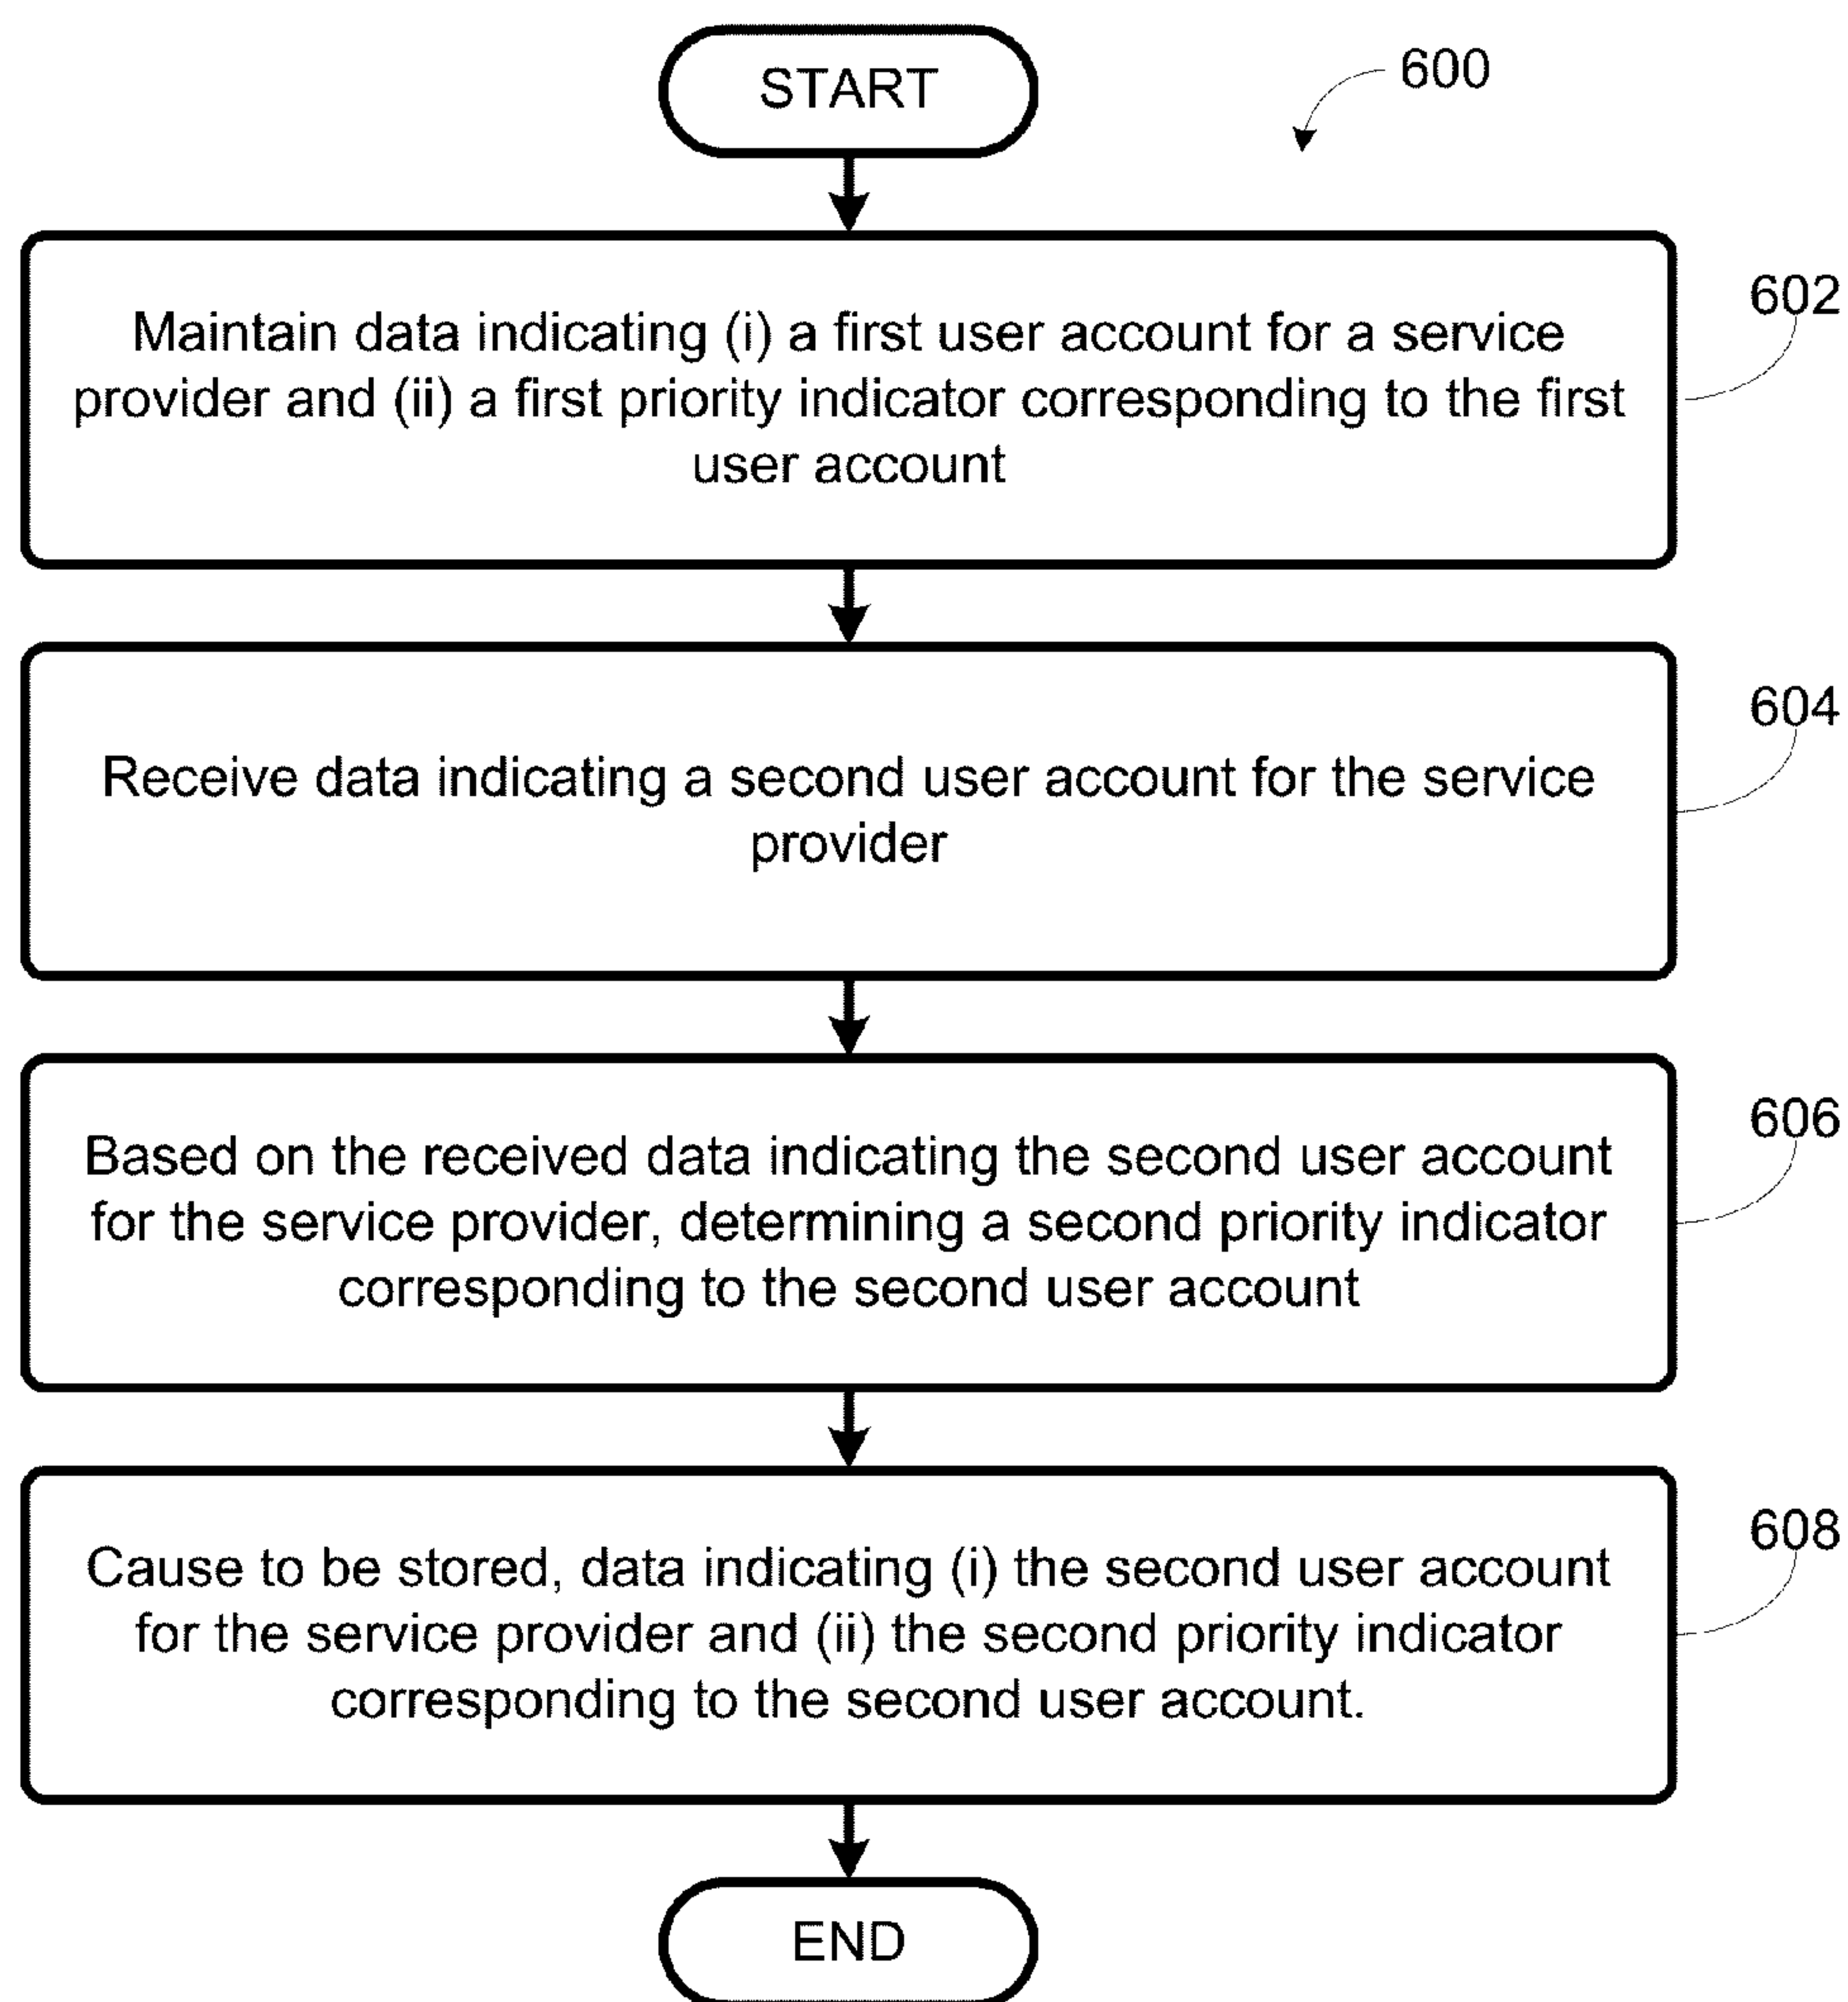 START
600
Maintain data indicating (i) a first user account for a service
provider and (ii) a first priority indicator corresponding to the first
user account
602
Receive data indicating a second user account for the service
provider
604
Based on the received data indicating the second user account
for the service provider, determining a second priority indicator
corresponding to the second user account
606
Cause to be stored, data indicating (i) the second user account
for the service provider and (ii) the second priority indicator
corresponding to the second user account.
608
END